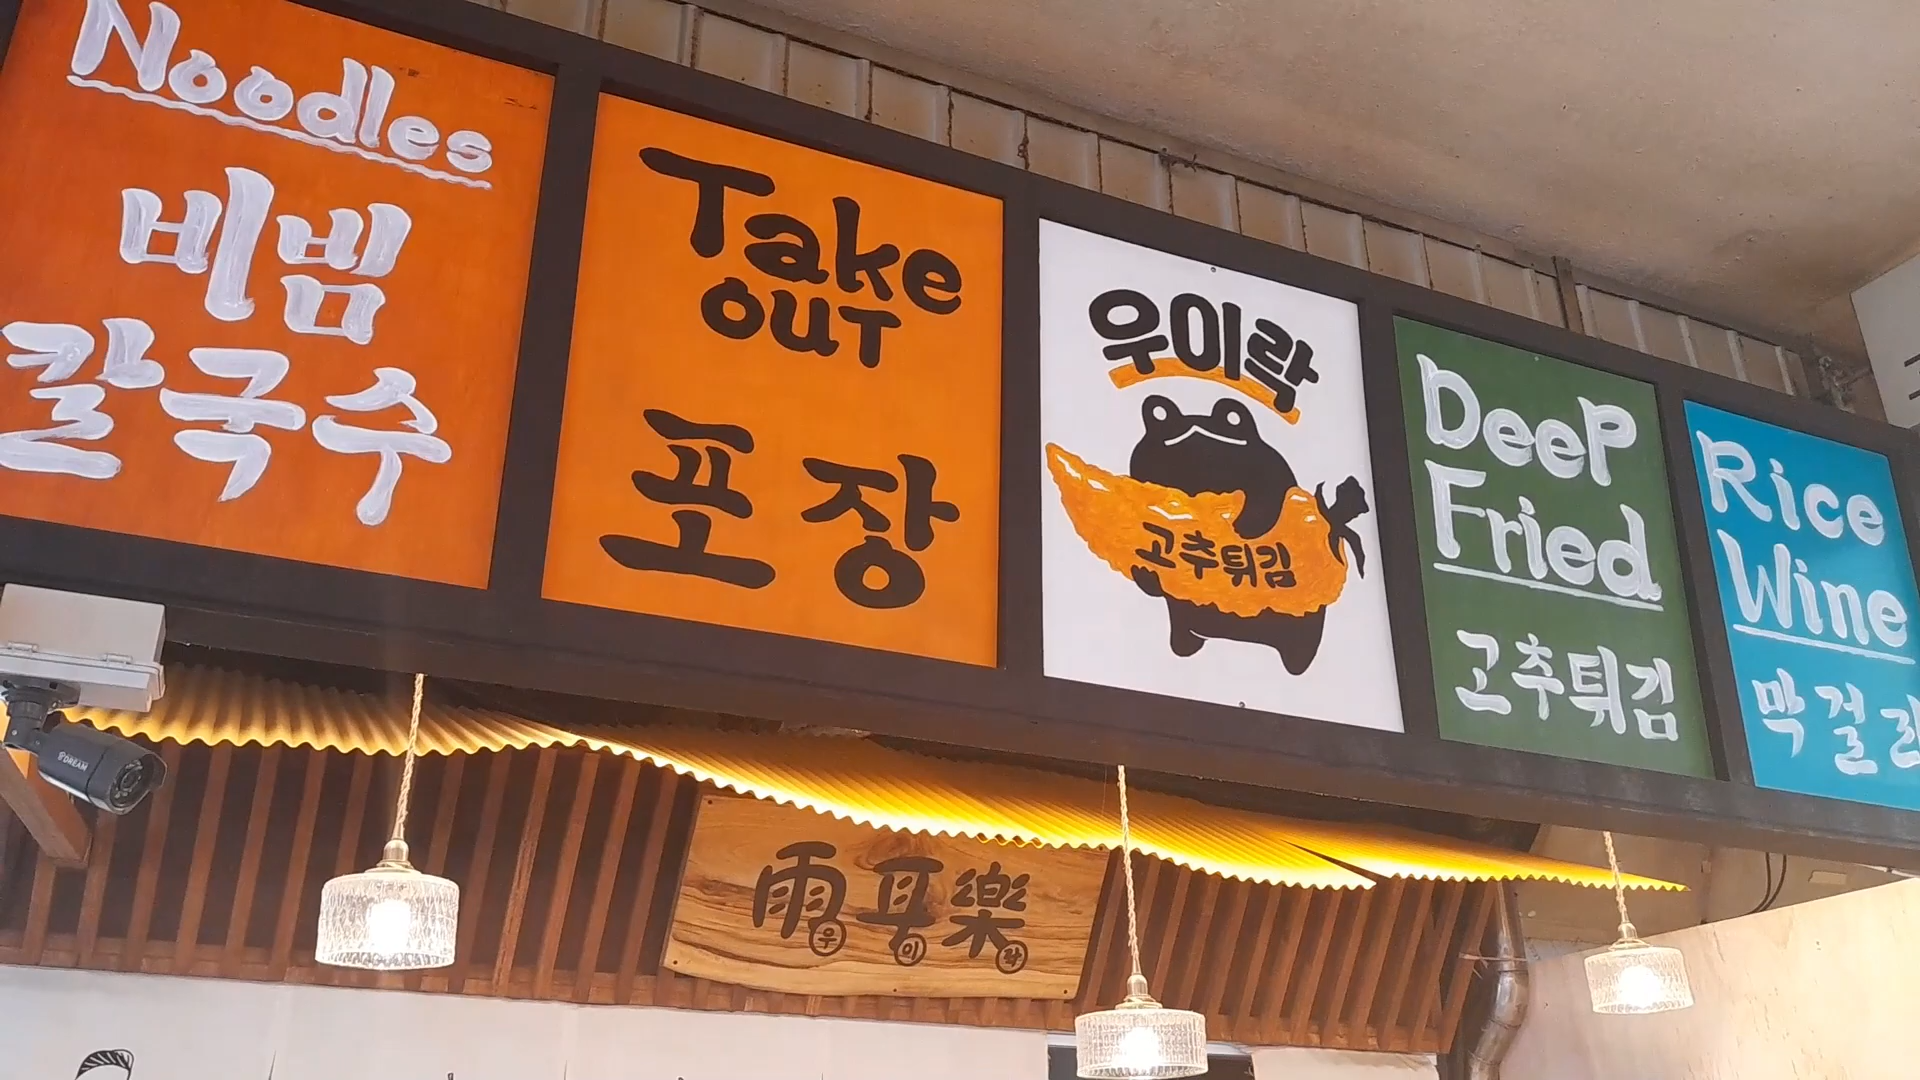 Noodles
비빔
칼국수
Take
OUT
포장
우이락
고추튀김
Deep
Fried
고추튀김
Rice
Wine
막걸리
雨耳樂
우이락